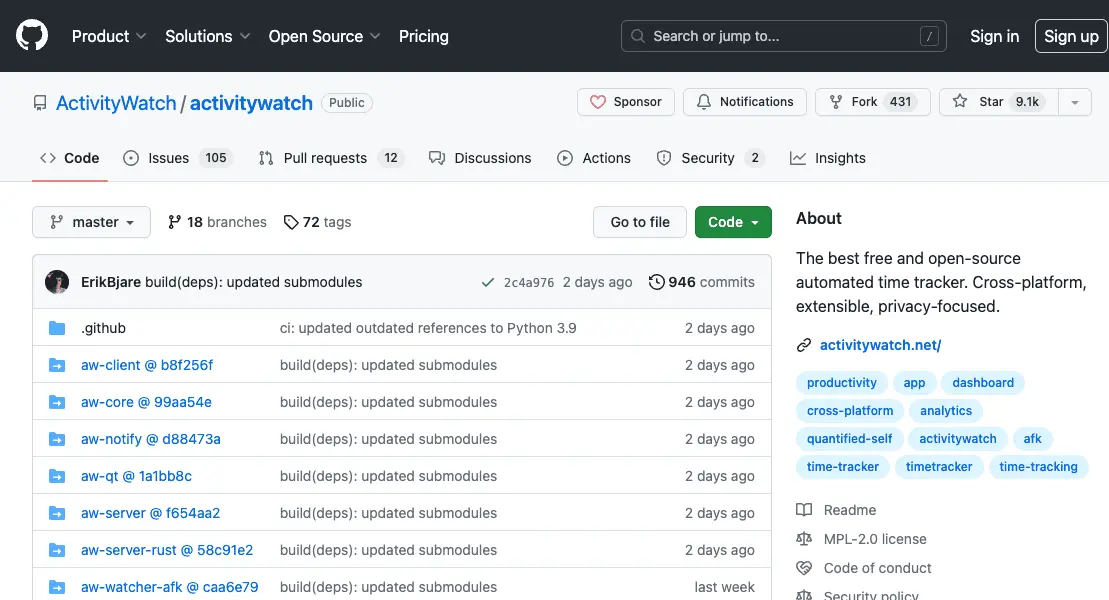 Product Solutions Open Source Pricing Search or jump to... / Sign in Sign up
ActivityWatch / activitywatch Public Sponsor Notifications Fork 431 Star 9.1k
Code Issues 105 Pull requests 12 Discussions Actions Security 2 Insights
master 18 branches 72 tags Go to file Code
ErikBjare build(deps): updated submodules 2c4a976 2 days ago 946 commits
.github ci: updated outdated references to Python 3.9 2 days ago
aw-client @ b8f256f build(deps): updated submodules 2 days ago
aw-core @ 99aa54e build(deps): updated submodules 2 days ago
aw-notify @ d88473a build(deps): updated submodules 2 days ago
aw-qt @ 1a1bb8c build(deps): updated submodules 2 days ago
aw-server @ f654aa2 build(deps): updated submodules 2 days ago
aw-server-rust @ 58c91e2 build(deps): updated submodules 2 days ago
aw-watcher-afk @ caa6e79 build(deps): updated submodules last week
About
The best free and open-source
automated time tracker. Cross-platform,
extensible, privacy-focused.
activitywatch.net/
productivity app dashboard
cross-platform analytics
quantified-self activitywatch afk
time-tracker timetracker time-tracking
Readme
MPL-2.0 license
Code of conduct
Security policy